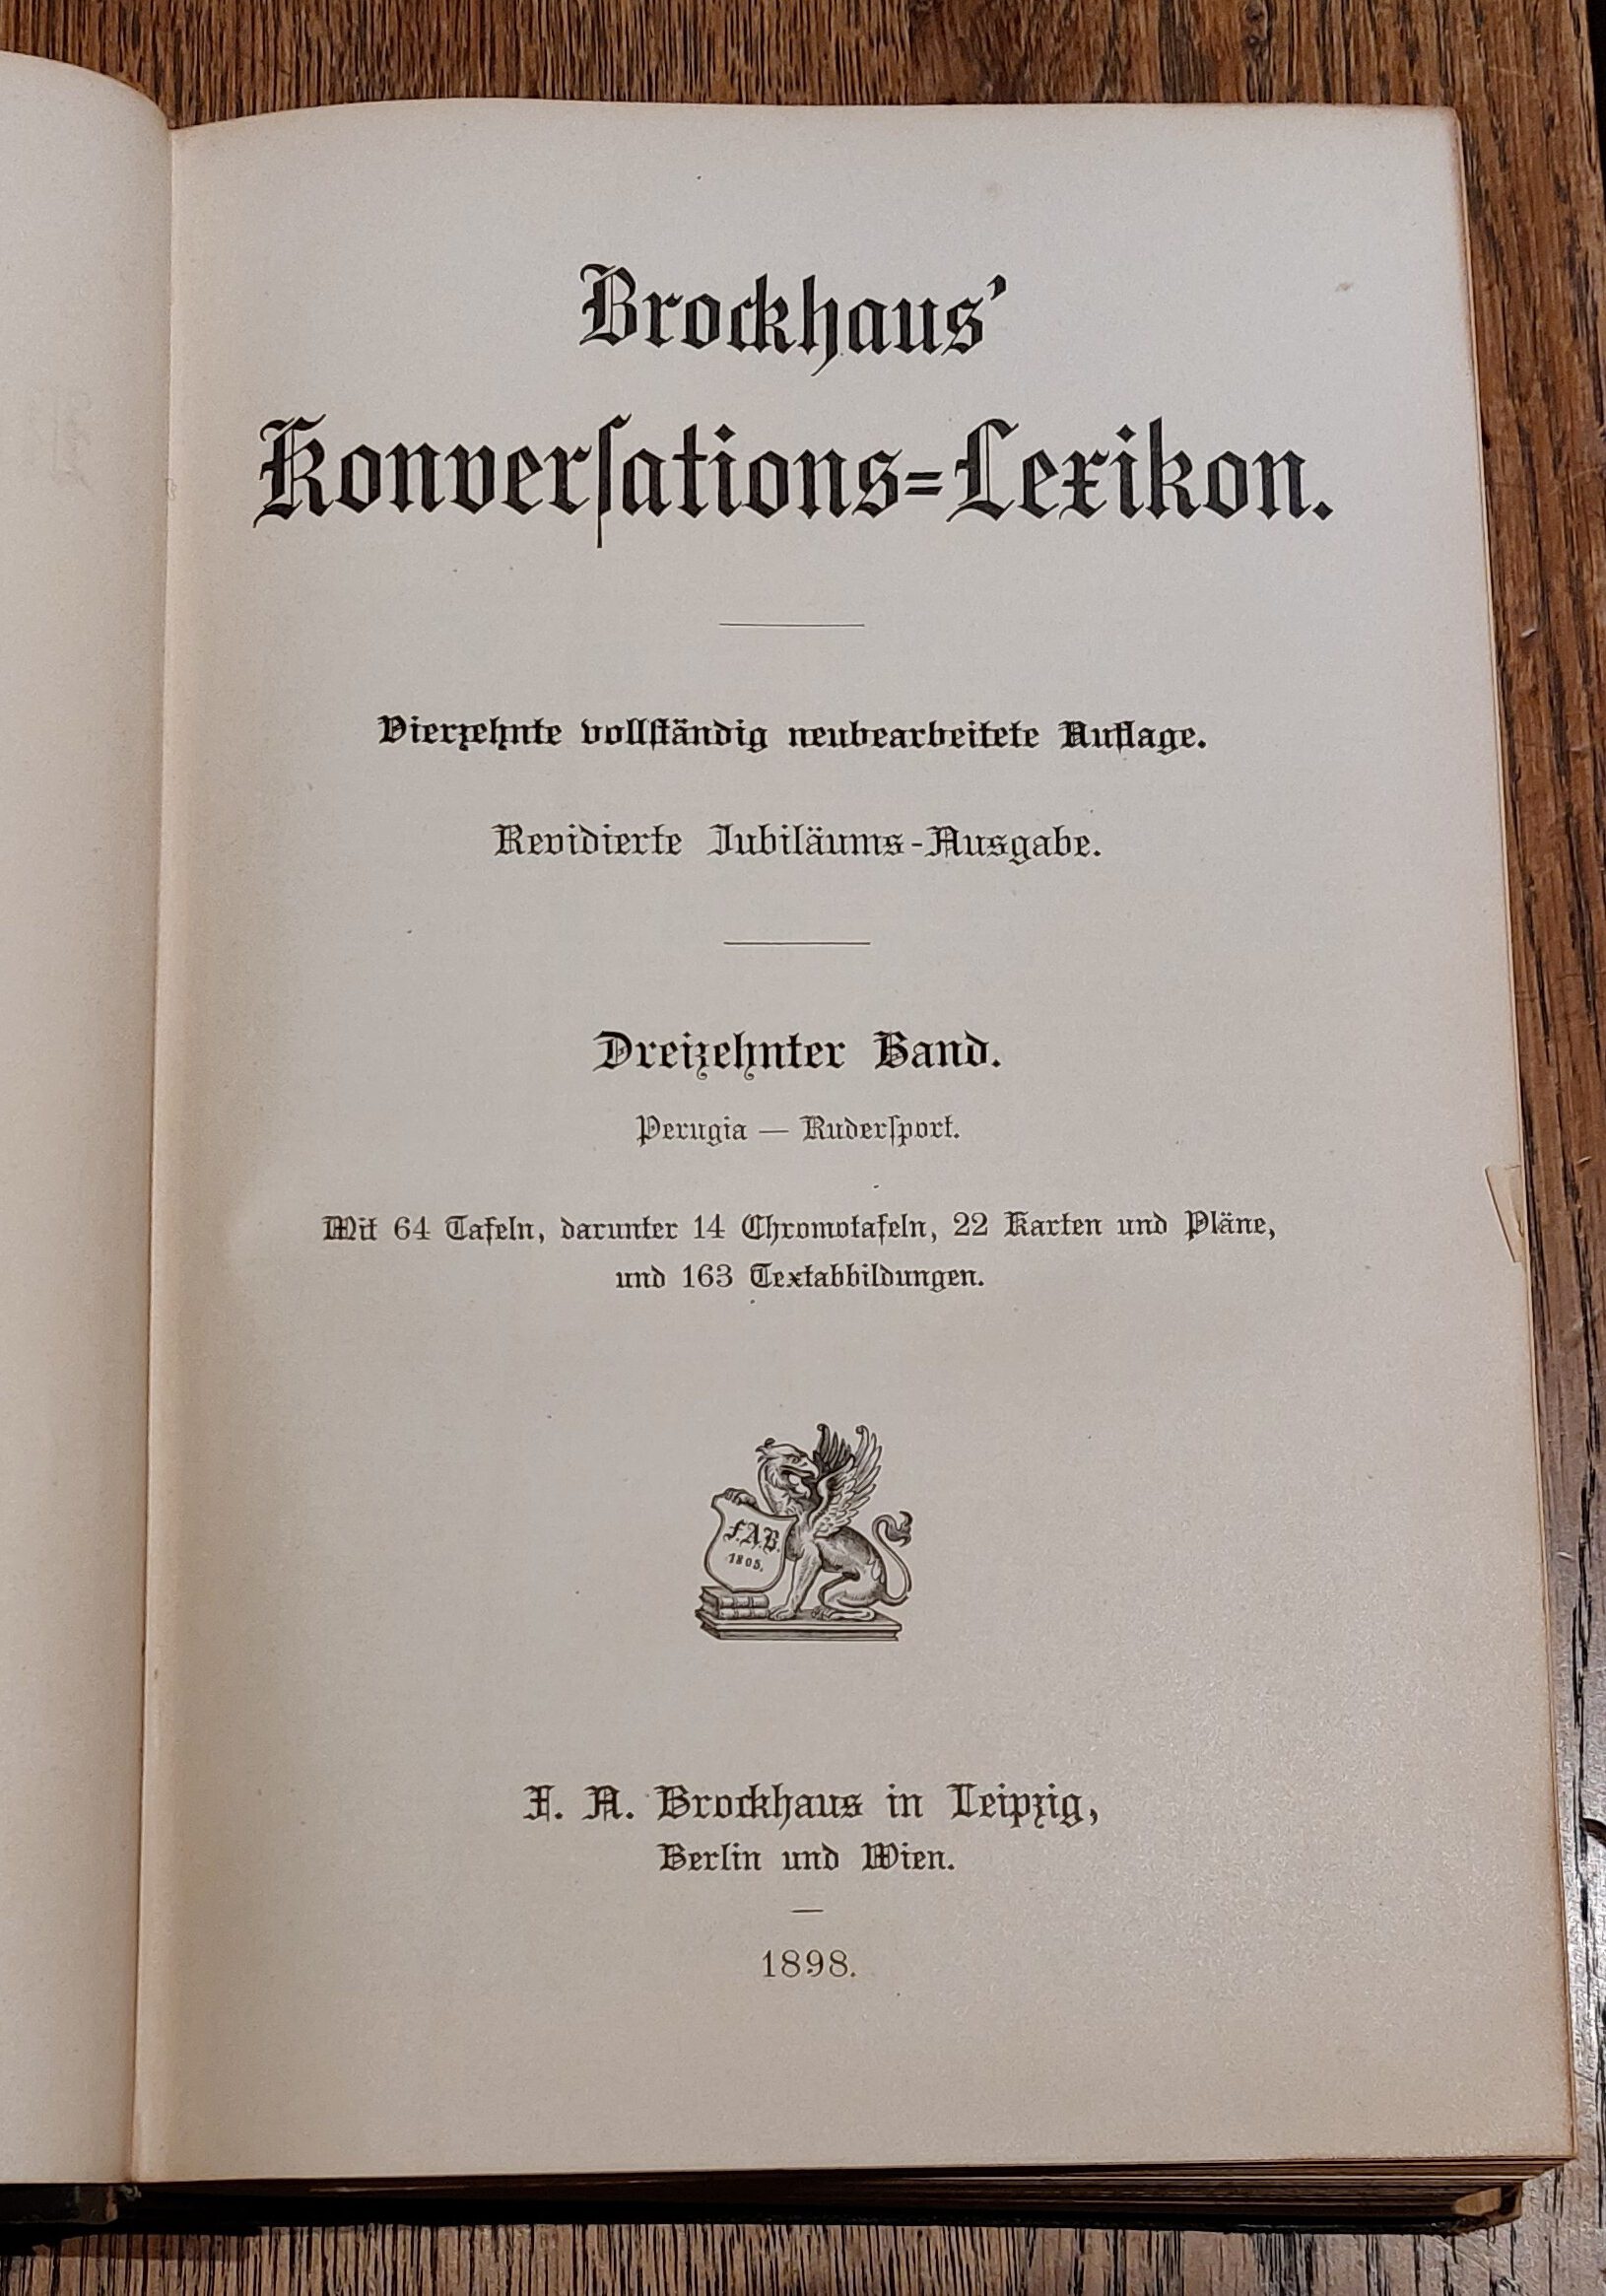 Brockhaus’
Konverſations=Lexikon.
Vierzehnte vollſtändig neubearbeitete Auflage.
Revidierte Jubiläums-Ausgabe.
Dreizehnter Band.
Perugia — Ruderſport.
Mit 64 Tafeln, darunter 14 Chromotafeln, 22 Karten und Pläne,
und 163 Textabbildungen.
F.A.B.
1805.
F. A. Brockhaus in Leipzig,
Berlin und Wien.
1898.